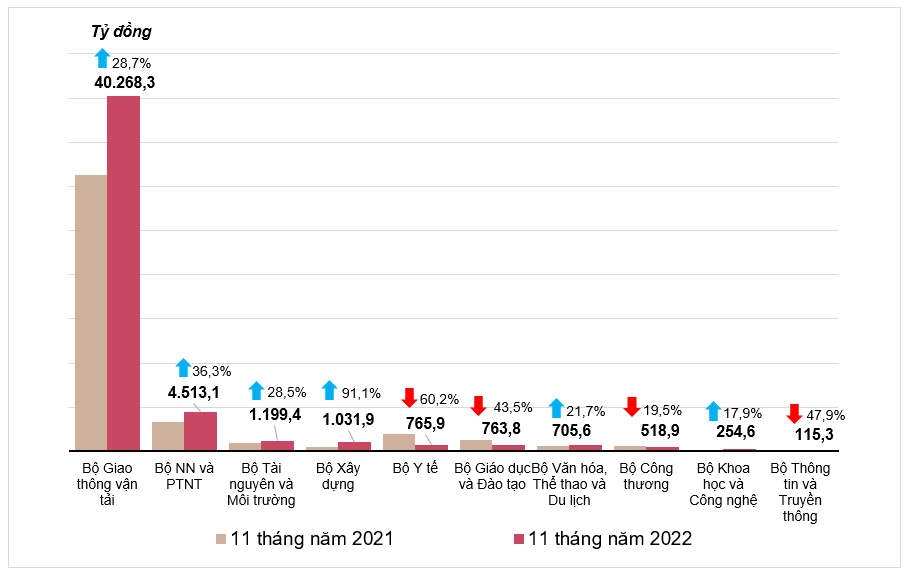 Tỷ đồng
28,7%
40.268,3
36,3%
4.513,1
28,5%
1.199,4
91,1%
1.031,9
60,2%
765,9
43,5%
763,8
21,7%
705,6
19,5%
518,9
17,9%
254,6
47,9%
115,3
Bộ Giao
thông vận
tải
Bộ NN và
PTNT
Bộ Tài
nguyên và
Môi trường
Bộ Xây
dựng
Bộ Y tế
Bộ Giáo dục
và Đào tạo
Bộ Văn hóa,
Thể thao và
Du lịch
Bộ Công
thương
Bộ Khoa
học và
Công nghệ
Bộ Thông
tin và
Truyền
thông
11 tháng năm 2021
11 tháng năm 2022